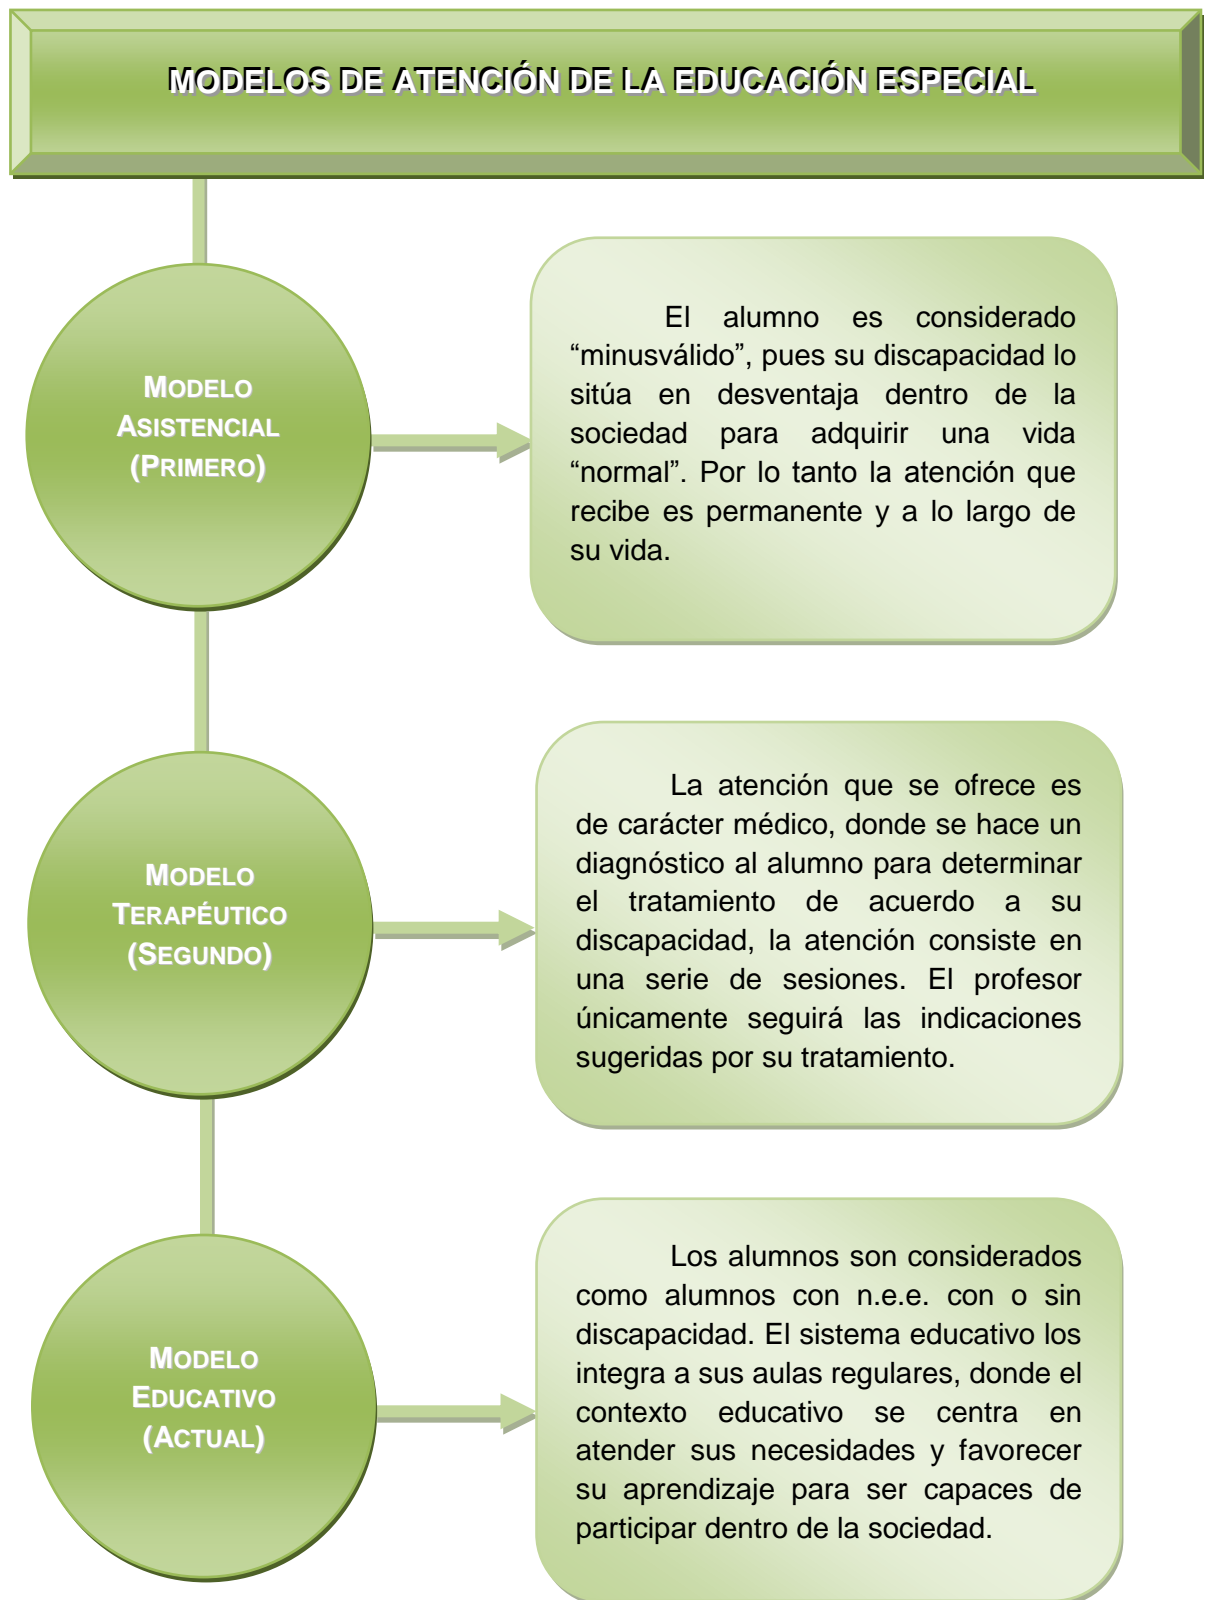 MODELOS DE ATENCIÓN DE LA EDUCACIÓN ESPECIAL
MODELO
ASISTENCIAL
(PRIMERO)
El alumno es considerado
“minusválido”, pues su discapacidad lo
sitúa en desventaja dentro de la
sociedad para adquirir una vida
“normal”. Por lo tanto la atención que
recibe es permanente y a lo largo de
su vida.
MODELO
TERAPÉUTICO
(SEGUNDO)
La atención que se ofrece es
de carácter médico, donde se hace un
diagnóstico al alumno para determinar
el tratamiento de acuerdo a su
discapacidad, la atención consiste en
una serie de sesiones. El profesor
únicamente seguirá las indicaciones
sugeridas por su tratamiento.
MODELO
EDUCATIVO
(ACTUAL)
Los alumnos son considerados
como alumnos con n.e.e. con o sin
discapacidad. El sistema educativo los
integra a sus aulas regulares, donde el
contexto educativo se centra en
atender sus necesidades y favorecer
su aprendizaje para ser capaces de
participar dentro de la sociedad.